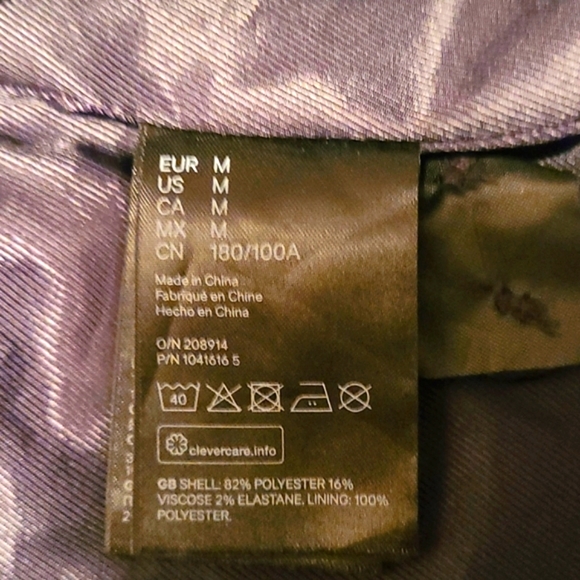 EUR M
US M
CA M
MX M
CN 180/100A
Made in China
Fabriqué en Chine
Hecho en China
O/N 208914
P/N 1041616 5
40
clevercare.info
GB SHELL: 82% POLYESTER 16%
VISCOSE 2% ELASTANE. LINING: 100%
POLYESTER.